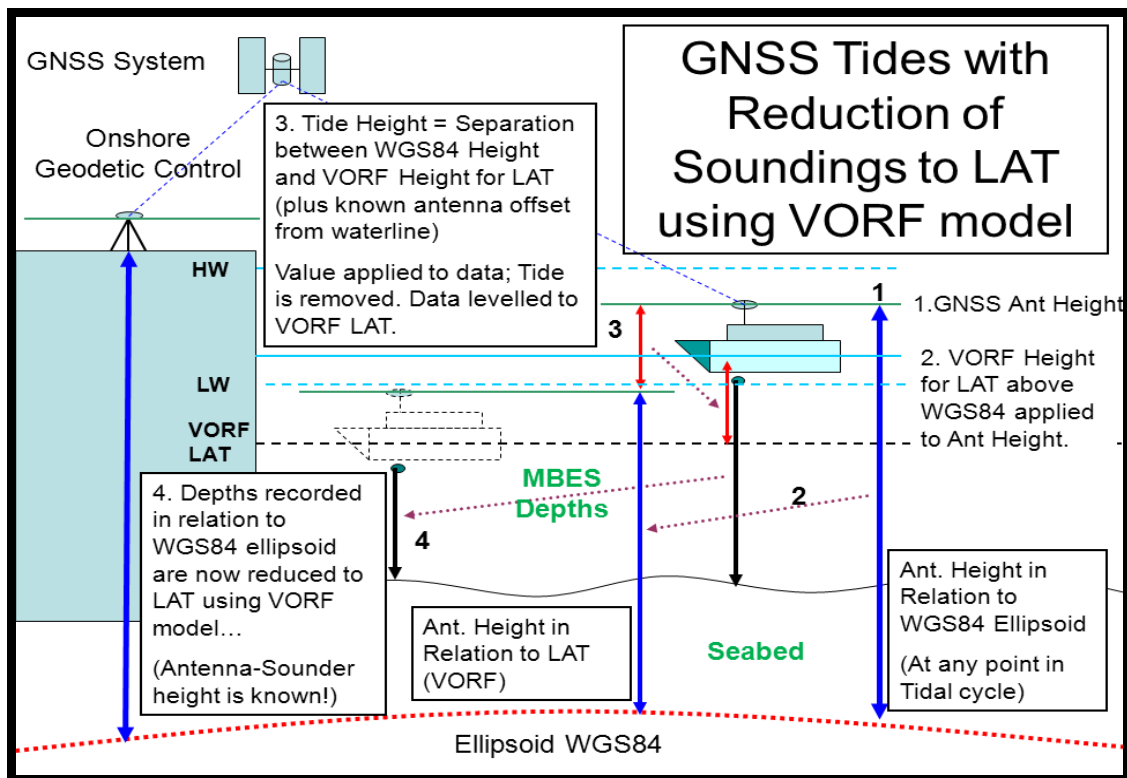 GNSS Tides with
Reduction of
Soundings to LAT
using VORF model
GNSS System
Onshore
Geodetic Control
3. Tide Height = Separation
between WGS84 Height
and VORF Height for LAT
(plus known antenna offset
from waterline)
Value applied to data; Tide
is removed. Data levelled to
VORF LAT.
HW
LW
VORF
LAT
1
1.GNSS Ant Height
3
2. VORF Height
for LAT above
WGS84 applied
to Ant Height.
MBES
Depths
2
4
4. Depths recorded
in relation to
WGS84 ellipsoid
are now reduced to
LAT using VORF
model…
(Antenna-Sounder
height is known!)
Ant. Height in
Relation to LAT
(VORF)
Seabed
Ant. Height in
Relation to
WGS84 Ellipsoid
(At any point in
Tidal cycle)
Ellipsoid WGS84